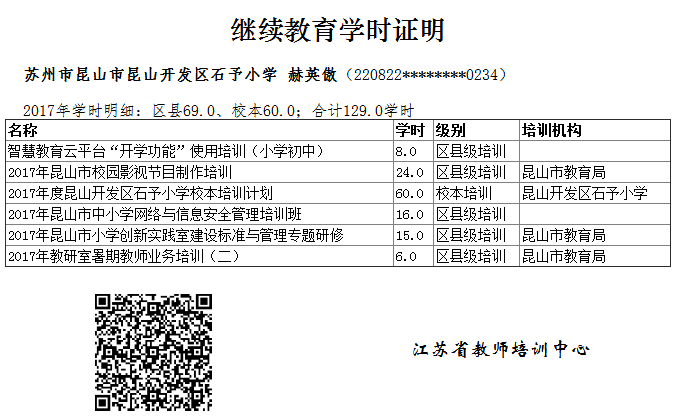 继续教育学时证明
苏州市昆山市昆山开发区石予小学 赫英傲（220822********0234）
2017年学时明细：区县69.0、校本60.0；合计129.0学时
名称 学时 级别 培训机构
智慧教育云平台“开学功能”使用培训（小学初中） 8.0 区县级培训
2017年昆山市校园影视节目制作培训 24.0 区县级培训 昆山市教育局
2017年度昆山开发区石予小学校本培训计划 60.0 校本培训 昆山开发区石予小学
2017年昆山市中小学网络与信息安全管理培训班 16.0 区县级培训
2017年昆山市小学创新实践室建设标准与管理专题研修 15.0 区县级培训 昆山市教育局
2017年教研室暑期教师业务培训（二） 6.0 区县级培训 昆山市教育局
江苏省教师培训中心